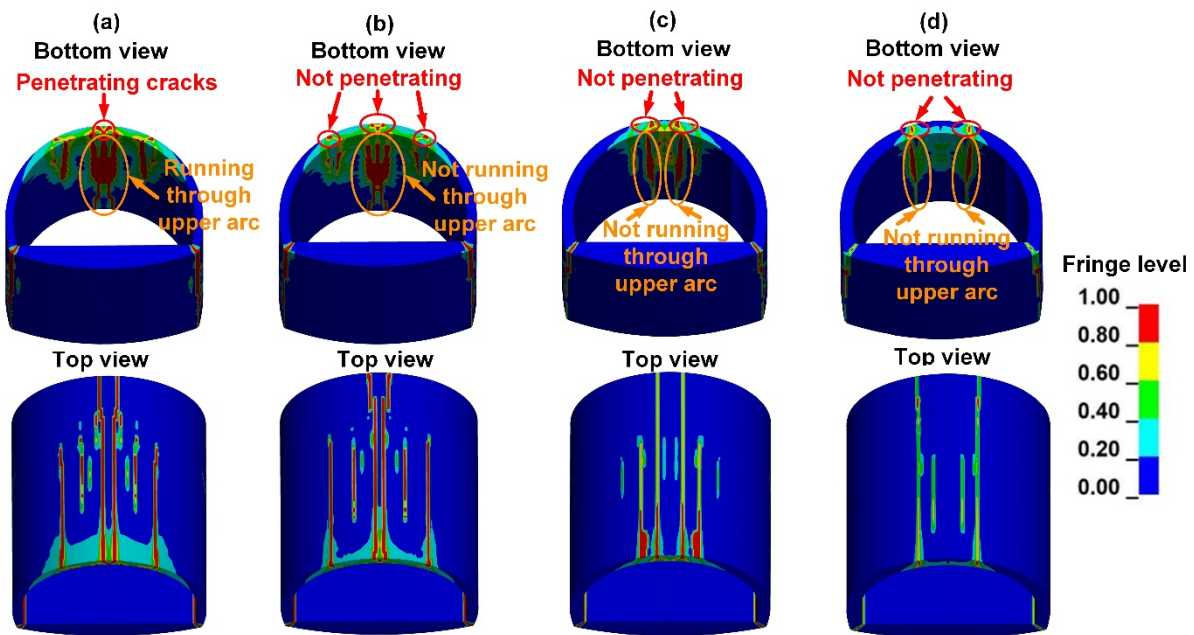 (a)
Bottom view
Penetrating cracks
Running
through
upper arc
Top view
(b)
Bottom view
Not penetrating
Not running
through
upper arc
Top view
(c)
Bottom view
Not penetrating
Not running
through
upper arc
Top view
(d)
Bottom view
Not penetrating
Not running
through
upper arc
Top view
Fringe level
1.00
0.80
0.60
0.40
0.20
0.00